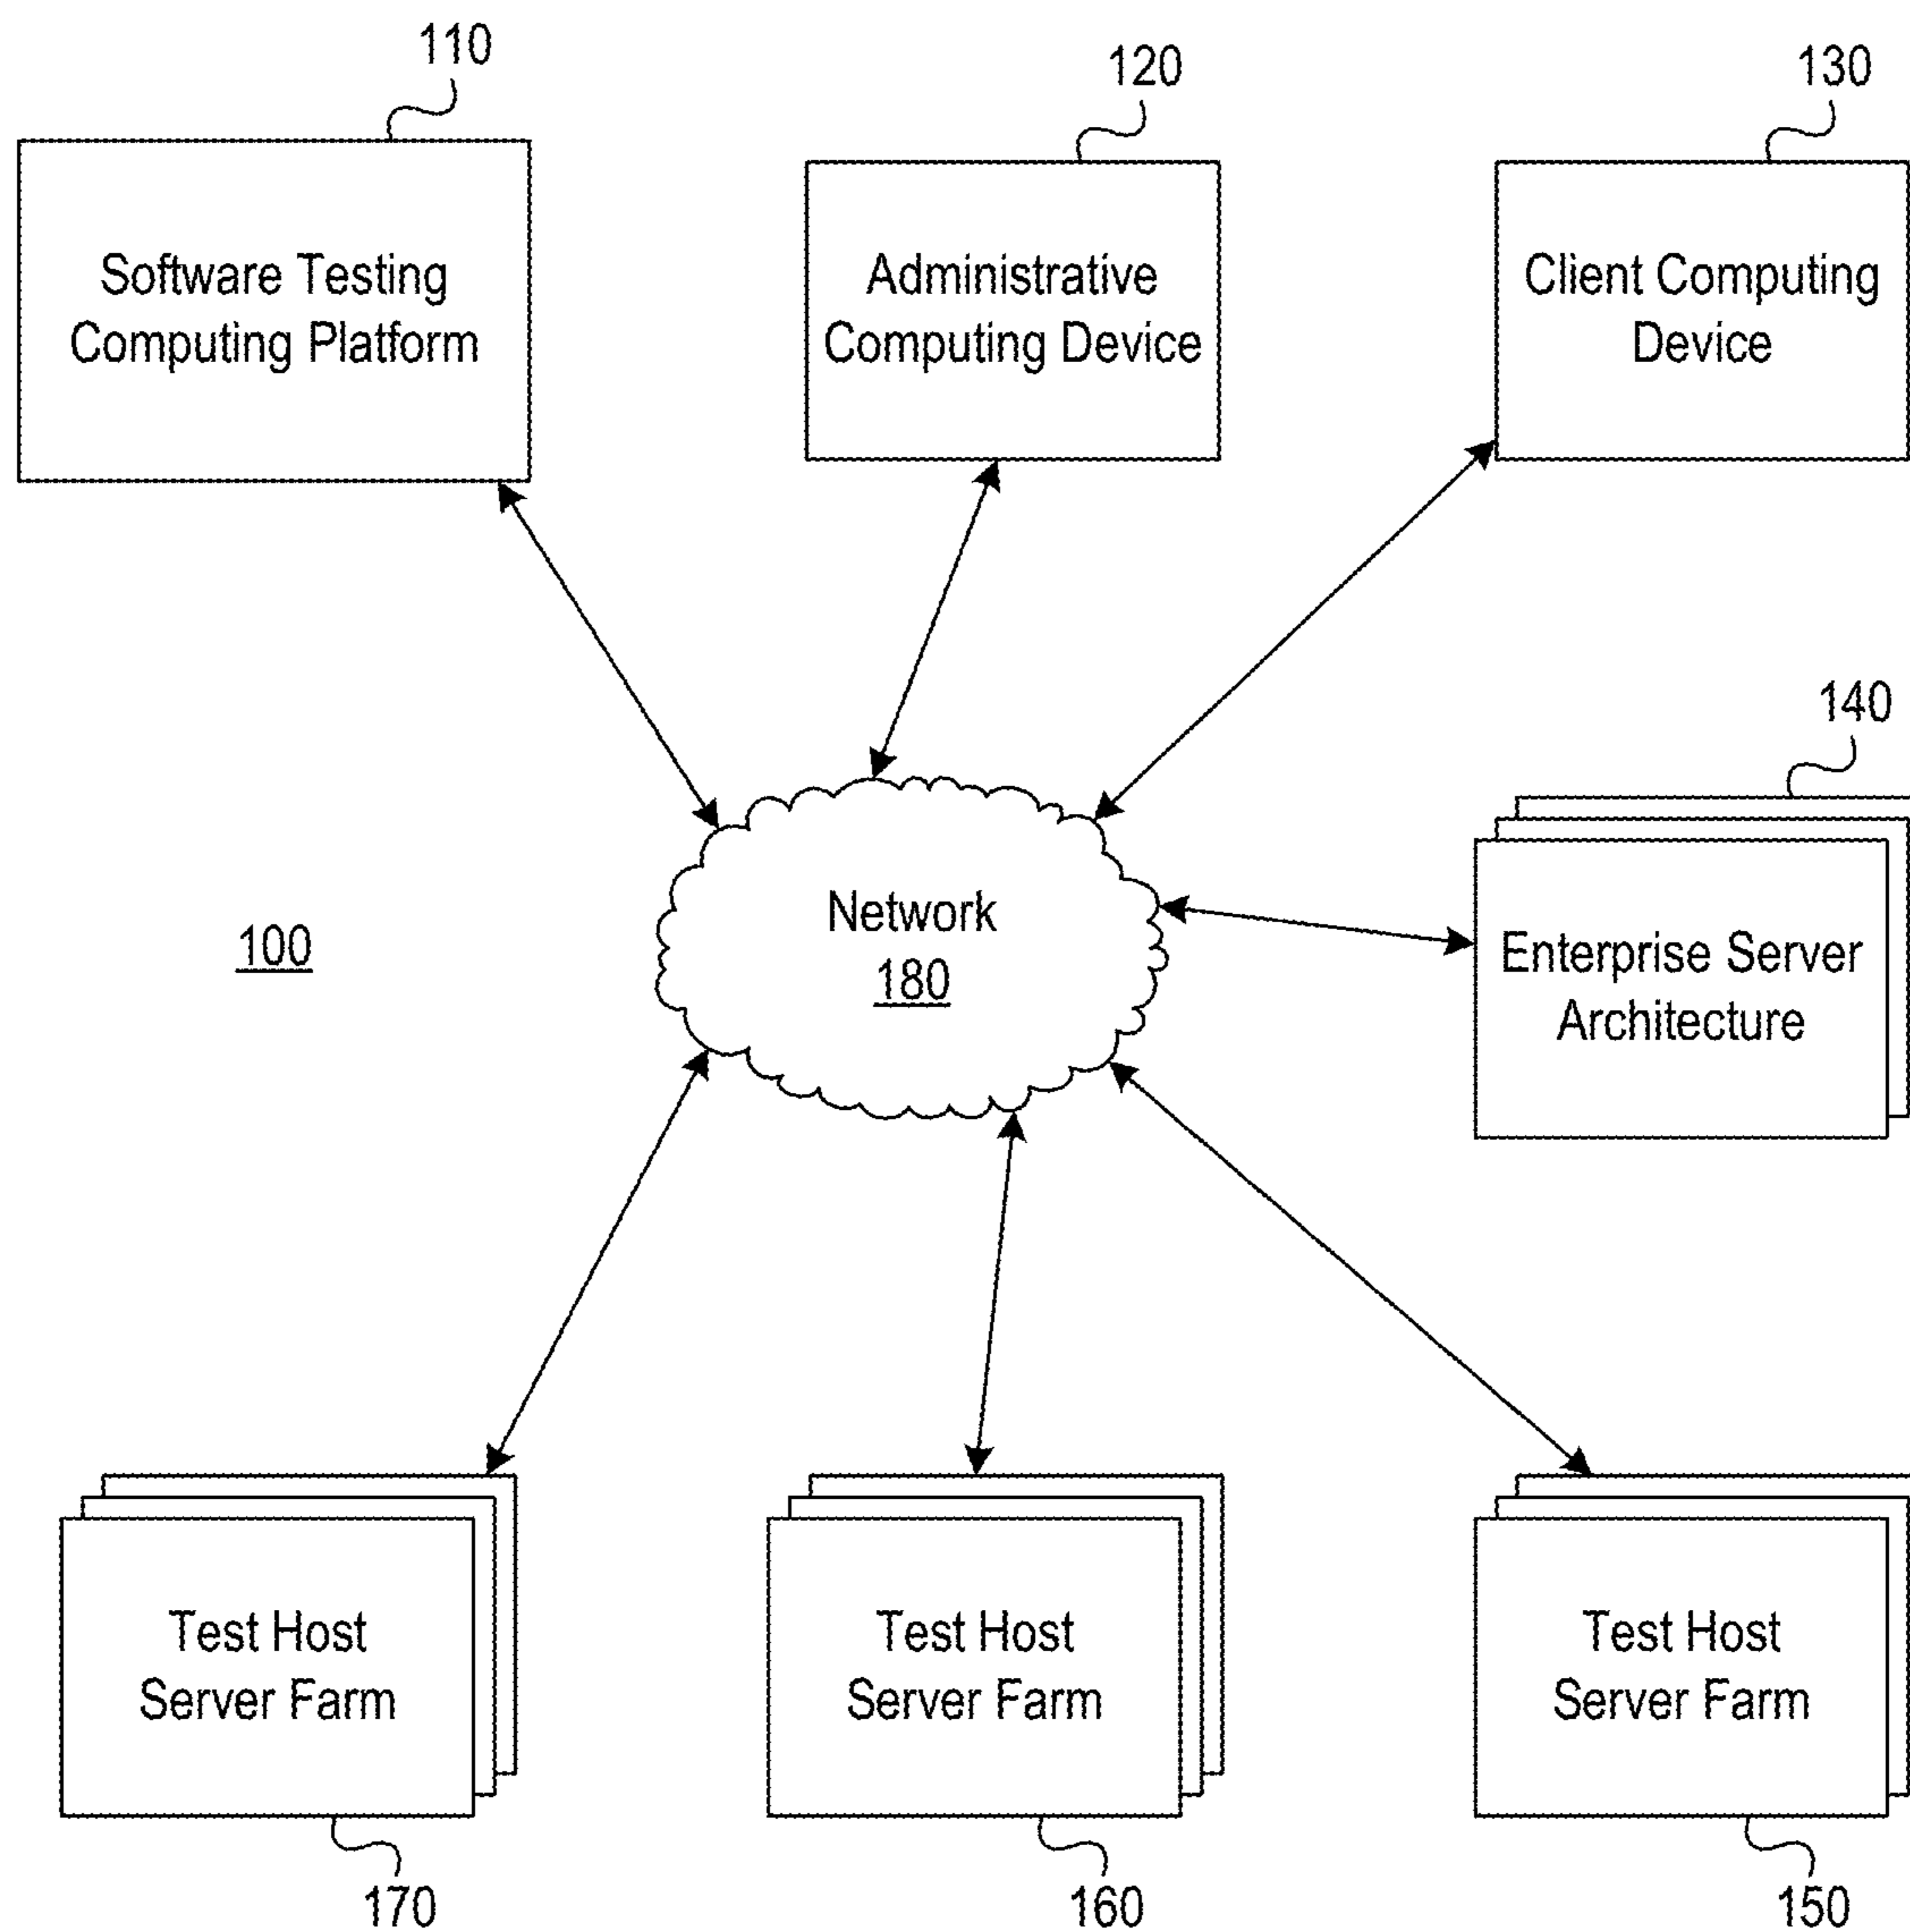 110
120
130
Software Testing
Computing Platform
Administrative
Computing Device
Client Computing
Device
140
100
Network
180
Enterprise Server
Architecture
Test Host
Server Farm
Test Host
Server Farm
Test Host
Server Farm
170
160
150